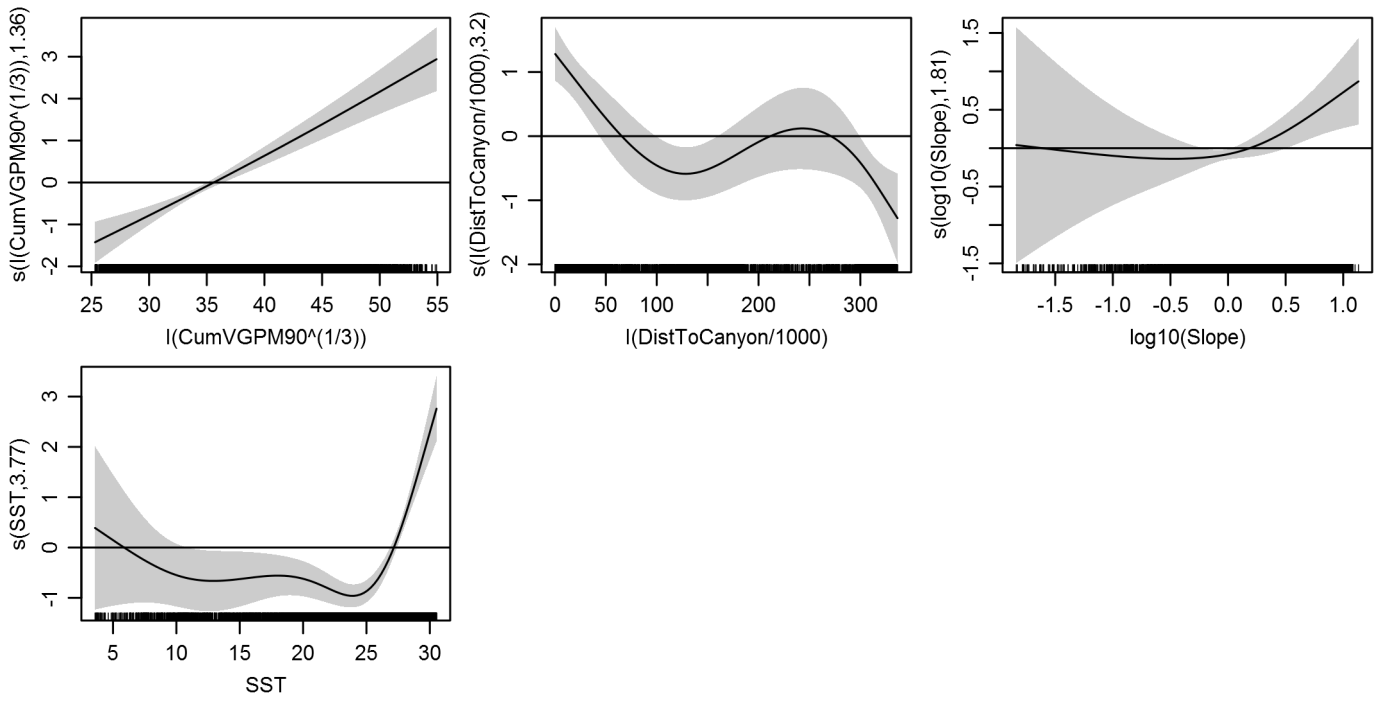 s(I(CumVGPM90^(1/3)),1.36)
3
2
1
0
-1
-2
25 30 35 40 45 50 55
I(CumVGPM90^(1/3))
s(I(DistToCanyon/1000),3.2)
1
0
-1
-2
0 50 100 200 300
I(DistToCanyon/1000)
s(log10(Slope),1.81)
1.5
0.5
-0.5
-1.5
-1.5 -1.0 -0.5 0.0 0.5 1.0
log10(Slope)
s(SST,3.77)
3
2
1
0
-1
5 10 15 20 25 30
SST